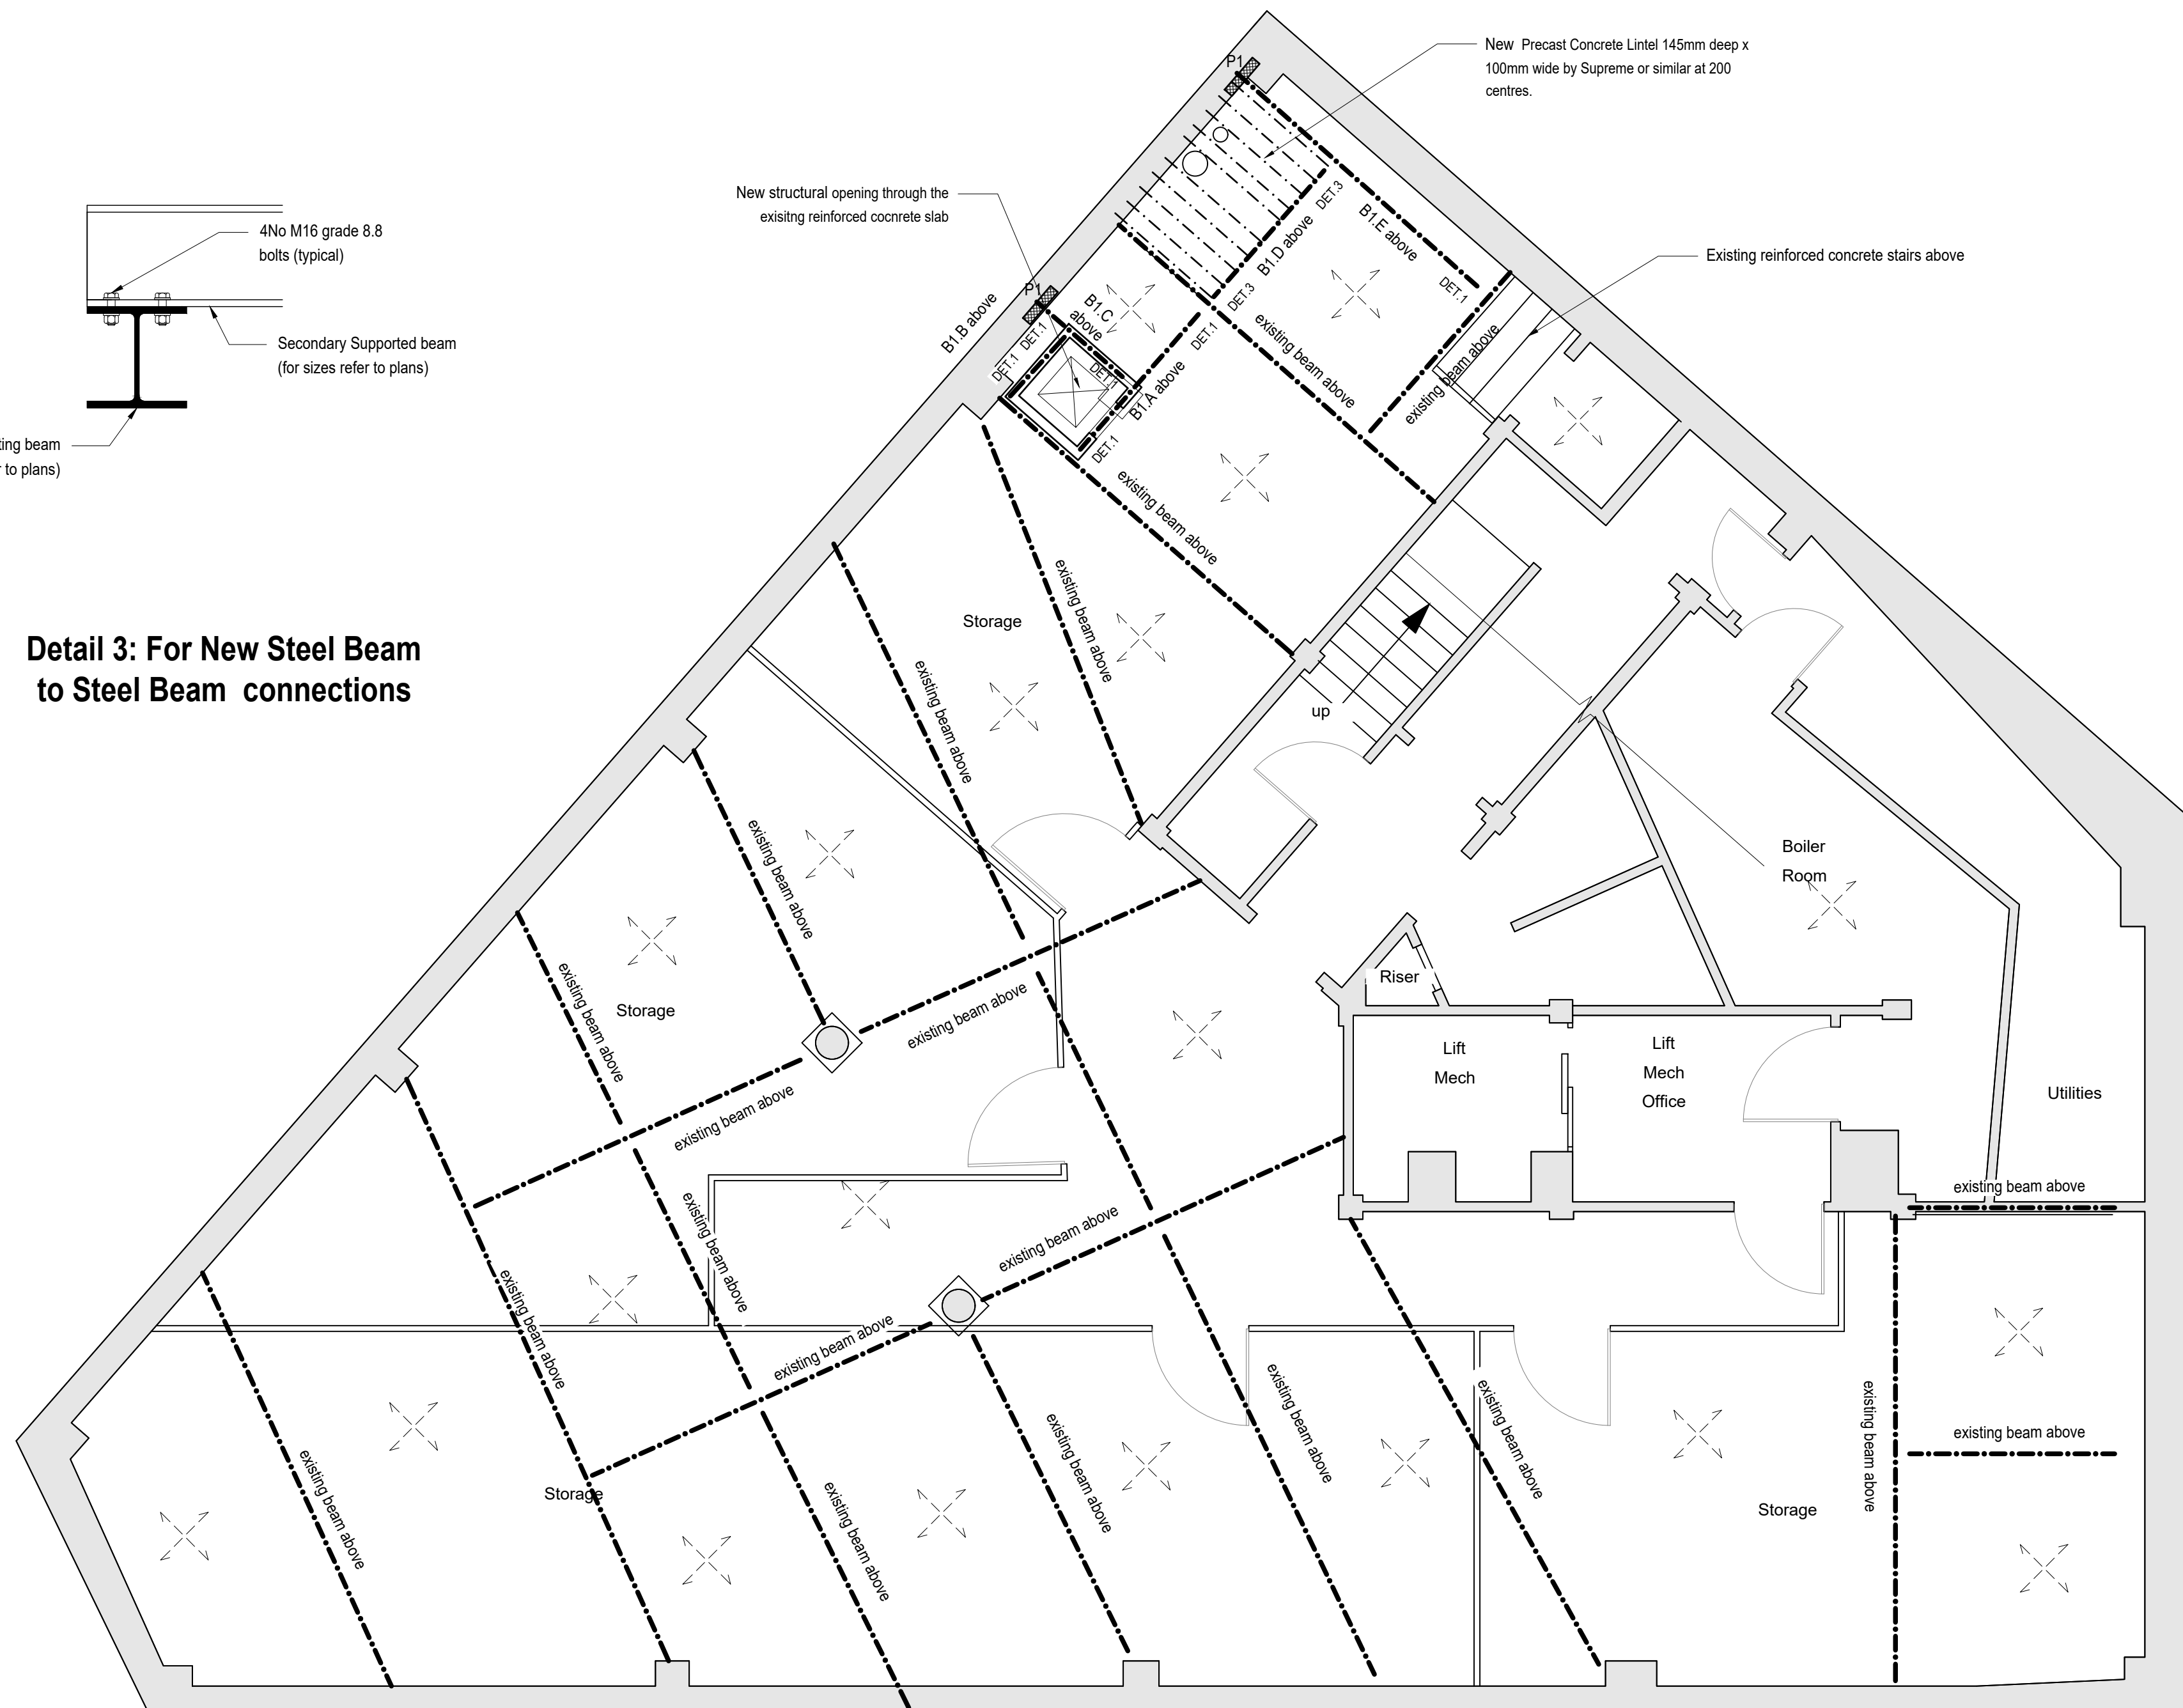 New Precast Concrete Lintel 145mm deep x
100mm wide by Supreme or similar at 200
centres.
P1
New structural opening through the
exisitng reinforced cocnrete slab
4No M16 grade 8.8
bolts (typical)
Secondary Supported beam
(for sizes refer to plans)
ting beam
r to plans)
Detail 3: For New Steel Beam
to Steel Beam connections
DET.3
B1.E above
B1.D above
DET.1
DET.3
Existing reinforced concrete stairs above
P1
B1.C
above
B1.B above
DET.1
DET.1
DET.1
DET.1
B1.A above
DET.1
existing beam above
existing beam above
existing beam above
Storage
existing beam above
existing beam above
up
existing beam above
Boiler
Room
Storage
existing beam above
existing beam above
existing beam above
Riser
Lift
Mech
Lift
Mech
Office
Utilities
existing beam above
existing beam above
existing beam above
existing beam above
existing beam above
existing beam above
existing beam above
existing beam above
existing beam above
existing beam above
existing beam above
existing beam above
existing beam above
Storage
Storage
existing beam above